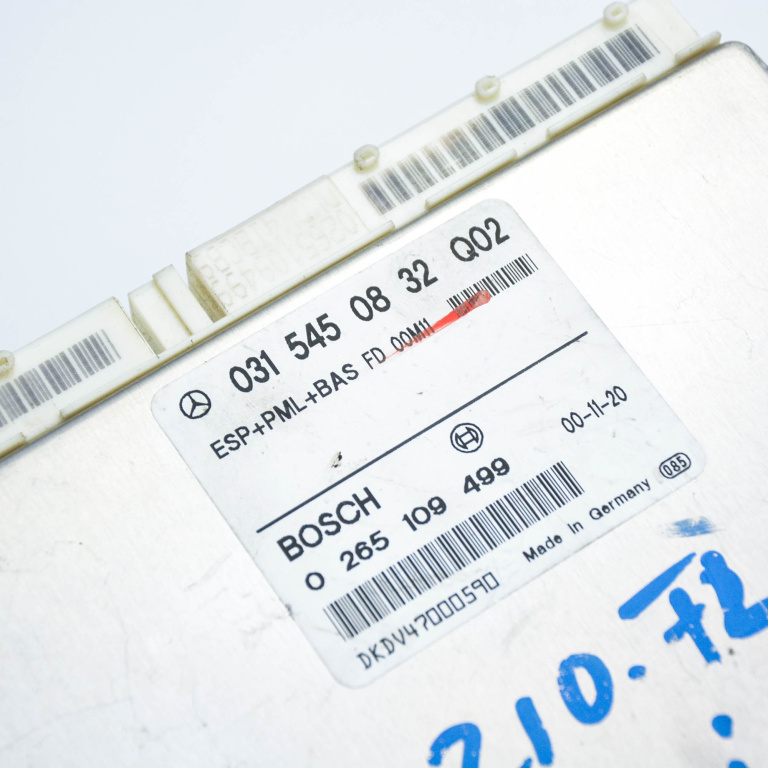 031 545 08 32 Q02
ESP+PML+BAS FD 00M11
BOSCH
00-11-20
0 265 109 499
Made in Germany 085
DKDV47000590
210.72